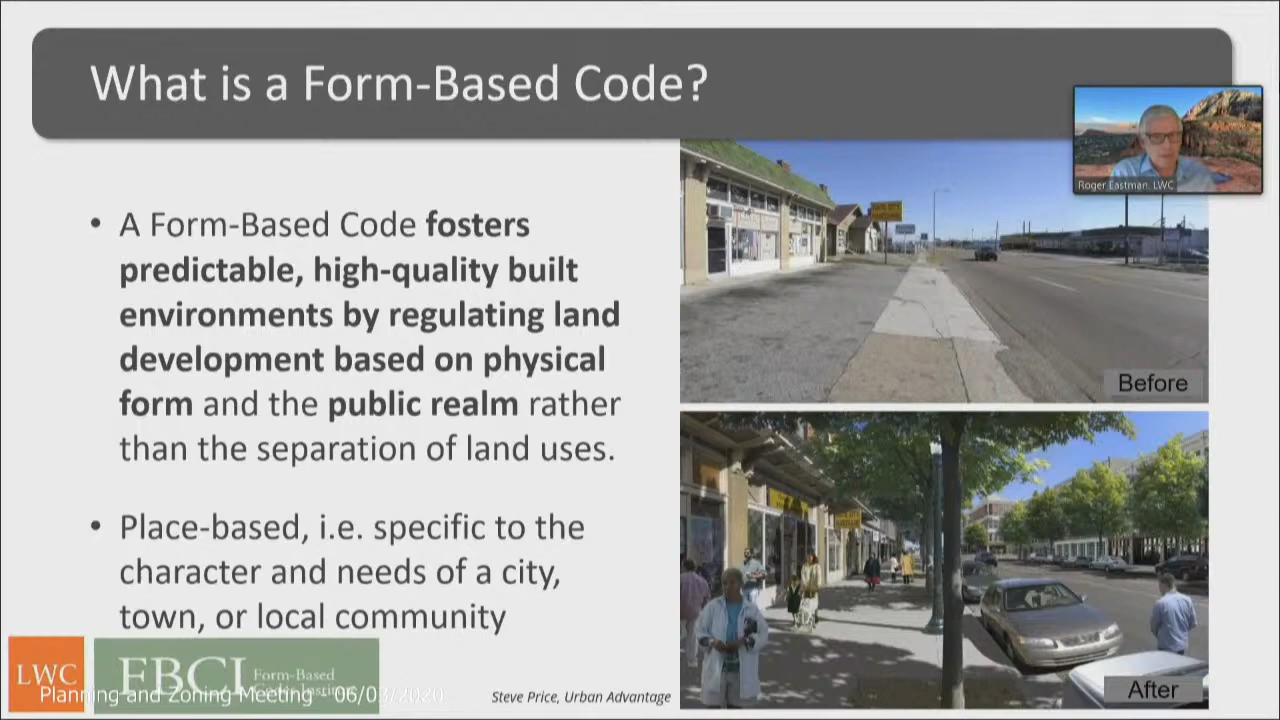 What is a Form-Based Code?
Roger Eastman, LWC
• A Form-Based Code fosters
predictable, high-quality built
environments by regulating land
development based on physical
form and the public realm rather
than the separation of land uses.
Before
• Place-based, i.e. specific to the
character and needs of a city,
town, or local community
LWC
FBCI
Form-Based
Planning and Zoning Meeting - 06/03/2020
Steve Price, Urban Advantage
After